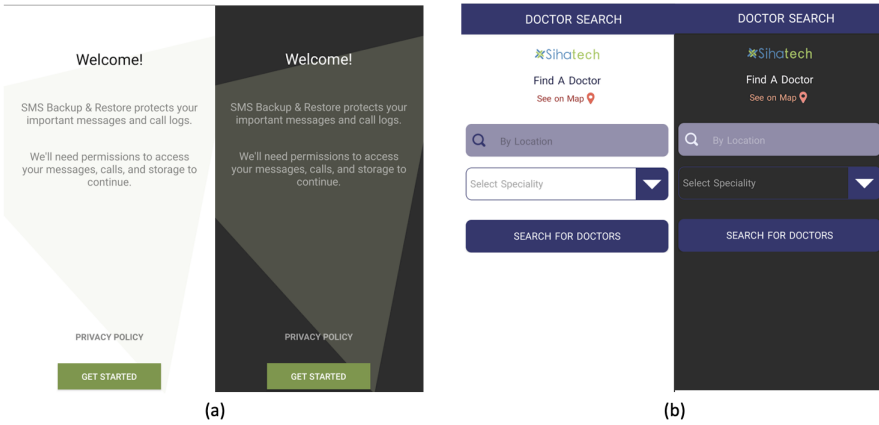 Welcome!
SMS Backup & Restore protects your
important messages and call logs.
We'll need permissions to access
your messages, calls, and storage to
continue.
PRIVACY POLICY
GET STARTED
Welcome!
SMS Backup & Restore protects your
important messages and call logs.
We'll need permissions to access
your messages, calls, and storage to
continue.
PRIVACY POLICY
GET STARTED
(a)
DOCTOR SEARCH
Sihatech
Find A Doctor
See on Map
By Location
Select Speciality
SEARCH FOR DOCTORS
DOCTOR SEARCH
Sihatech
Find A Doctor
See on Map
By Location
Select Speciality
SEARCH FOR DOCTORS
(b)